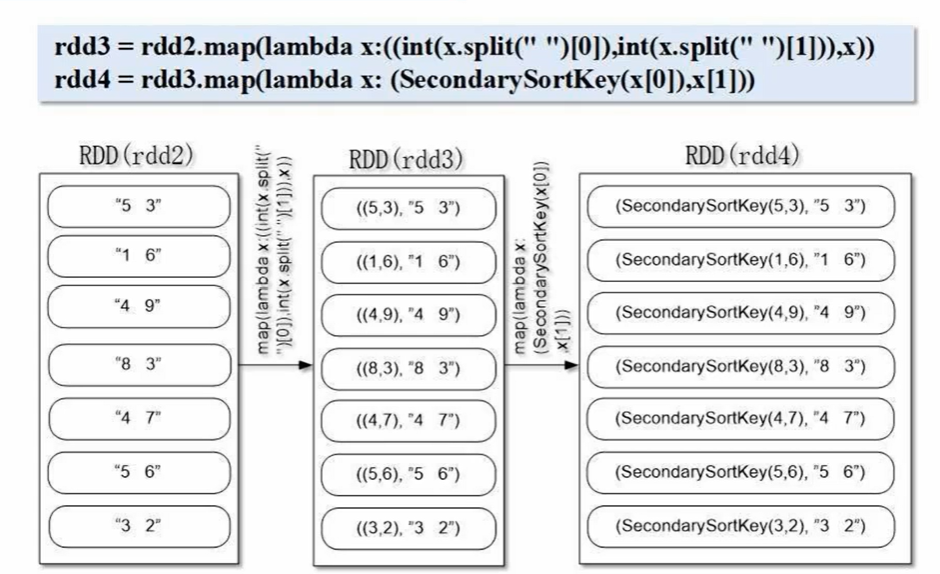 rdd3 = rdd2.map(lambda x:((int(x.split(" ")[0]),int(x.split(" ")[1])),x))
rdd4 = rdd3.map(lambda x: (SecondarySortKey(x[0]),x[1]))
RDD(rdd2)
“5 3”
“1 6”
“4 9”
“8 3”
“4 7”
“5 6”
“3 2”
map(lambda x:((int(x.split("
")[0]),int(x.split(" ")[1])),x))
RDD(rdd3)
((5,3), ”5 3”)
((1,6), ”1 6”)
((4,9), ”4 9”)
((8,3), ”8 3”)
((4,7), ”4 7”)
((5,6), ”5 6”)
((3,2), ”3 2”)
map(lambda x:
(SecondarySortKey(x[0])
,x[1]))
RDD(rdd4)
(SecondarySortKey(5,3), ”5 3”)
(SecondarySortKey(1,6), ”1 6”)
(SecondarySortKey(4,9), ”4 9”)
(SecondarySortKey(8,3), ”8 3”)
(SecondarySortKey(4,7), ”4 7”)
(SecondarySortKey(5,6), ”5 6”)
(SecondarySortKey(3,2), ”3 2”)